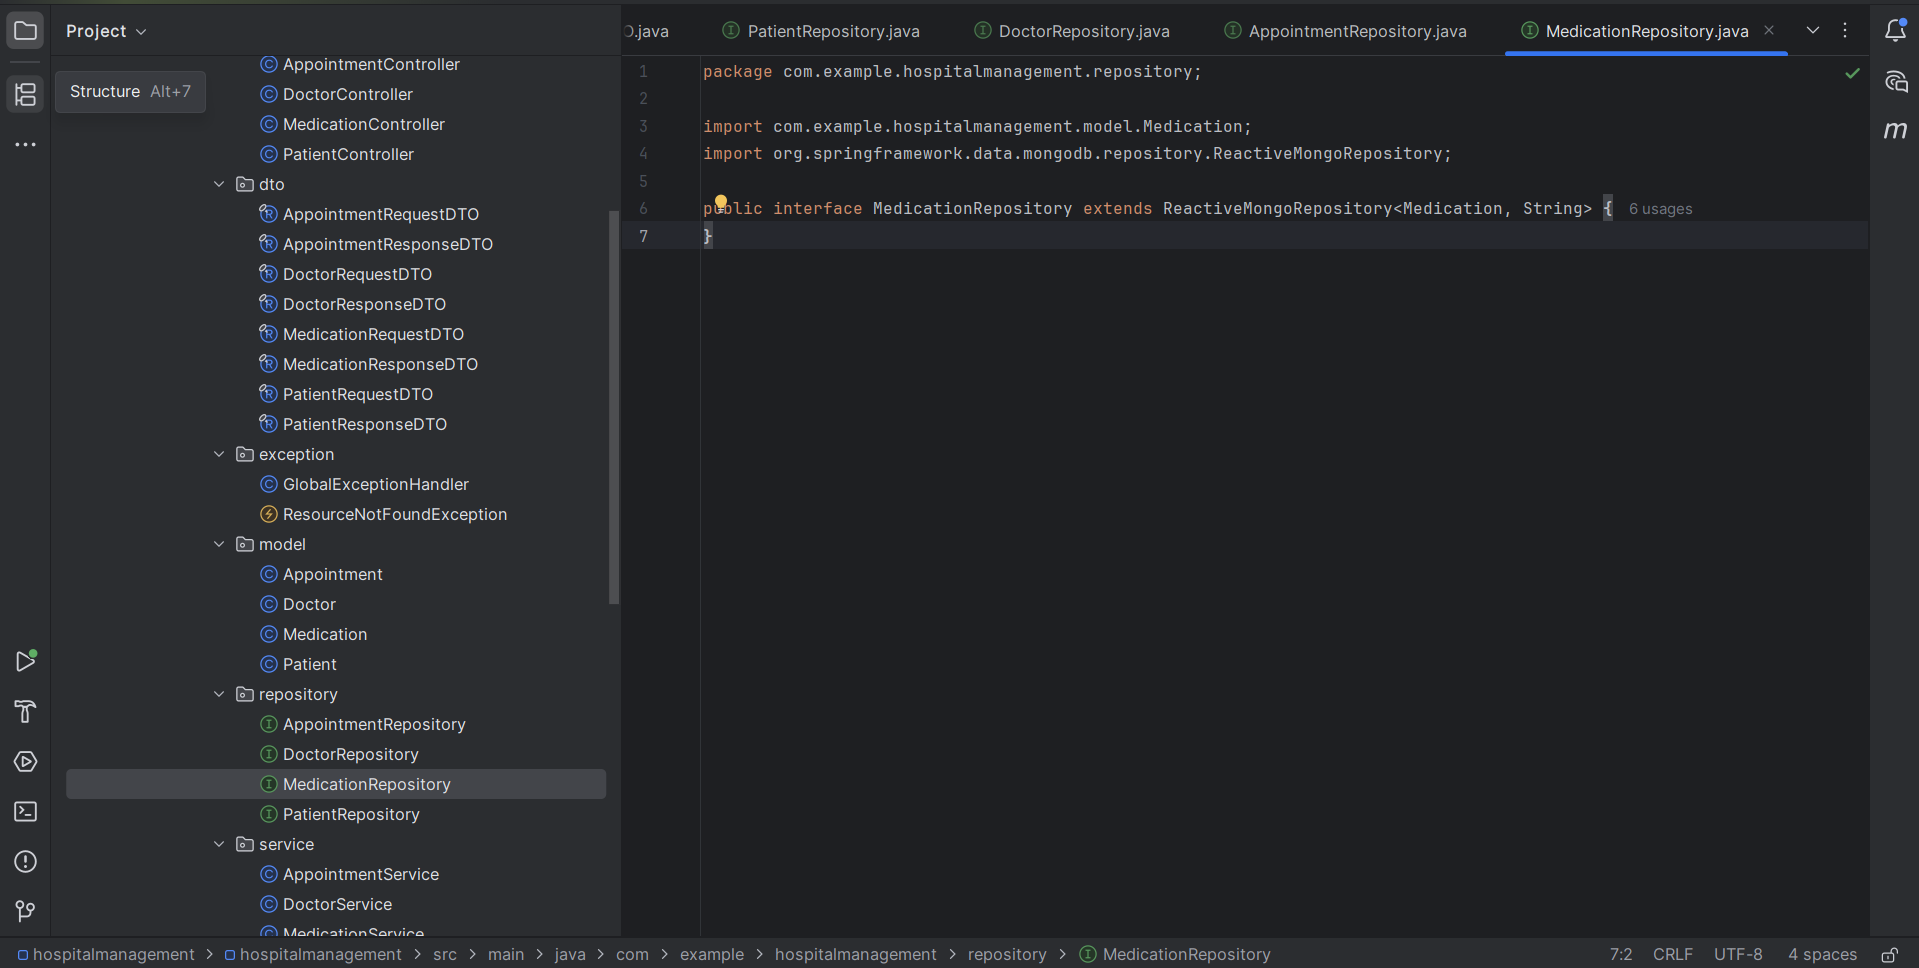 Project
Structure Alt+7
AppointmentController
DoctorController
MedicationController
PatientController
dto
AppointmentRequestDTO
AppointmentResponseDTO
DoctorRequestDTO
DoctorResponseDTO
MedicationRequestDTO
MedicationResponseDTO
PatientRequestDTO
PatientResponseDTO
exception
GlobalExceptionHandler
ResourceNotFoundException
model
Appointment
Doctor
Medication
Patient
repository
AppointmentRepository
DoctorRepository
MedicationRepository
PatientRepository
service
AppointmentService
DoctorService
MedicationService
O.java PatientRepository.java DoctorRepository.java AppointmentRepository.java MedicationRepository.java
1 package com.example.hospitalmanagement.repository;
2
3 import com.example.hospitalmanagement.model.Medication;
4 import org.springframework.data.mongodb.repository.ReactiveMongoRepository;
5
6 public interface MedicationRepository extends ReactiveMongoRepository<Medication, String> { 6 usages
7 }
m
hospitalmanagement > hospitalmanagement > src > main > java > com > example > hospitalmanagement > repository > MedicationRepository 7:2 CRLF UTF-8 4 spaces